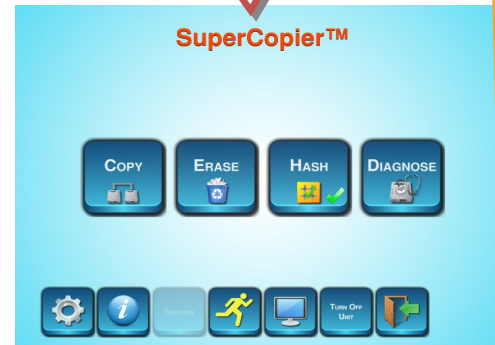 SuperCopier™
COPY
ERASE
HASH
DIAGNOSE
TURN OFF
UNIT